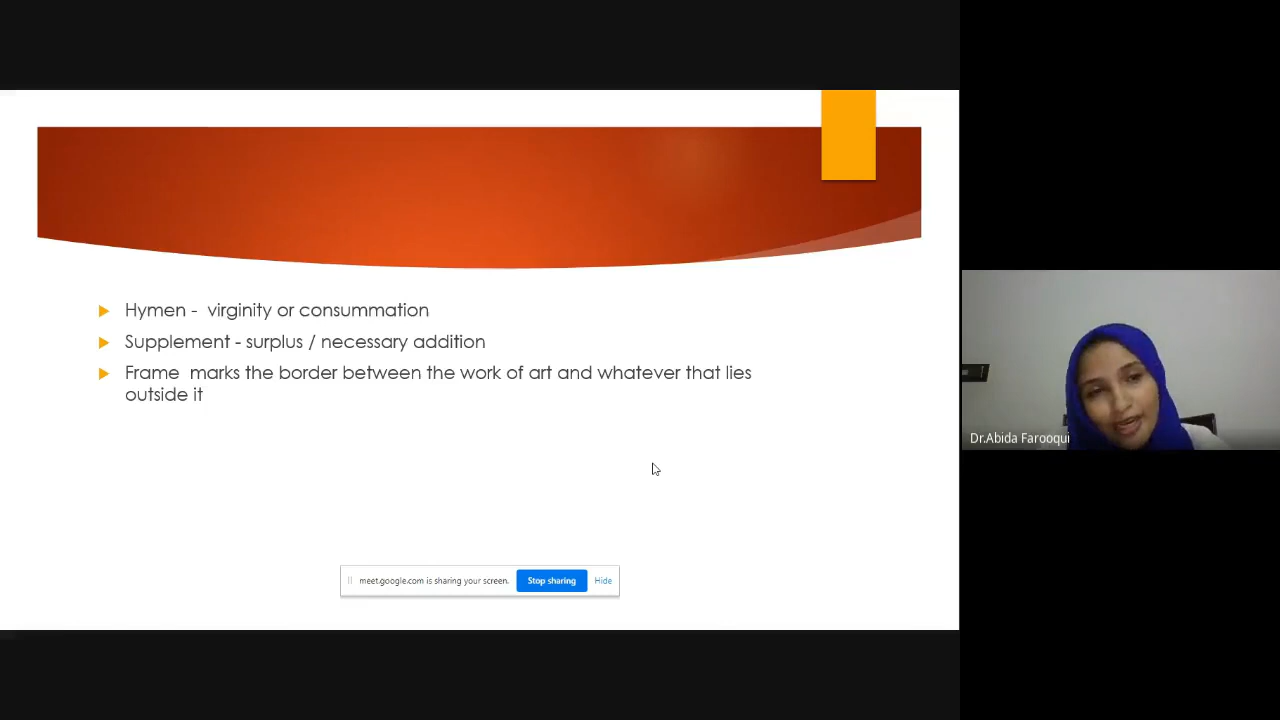 Hymen -  virginity or consummation
Supplement - surplus / necessary addition
Frame  marks the border between the work of art and whatever that lies
outside it
Dr.Abida Farooqui
meet.google.com is sharing your screen. Stop sharing Hide